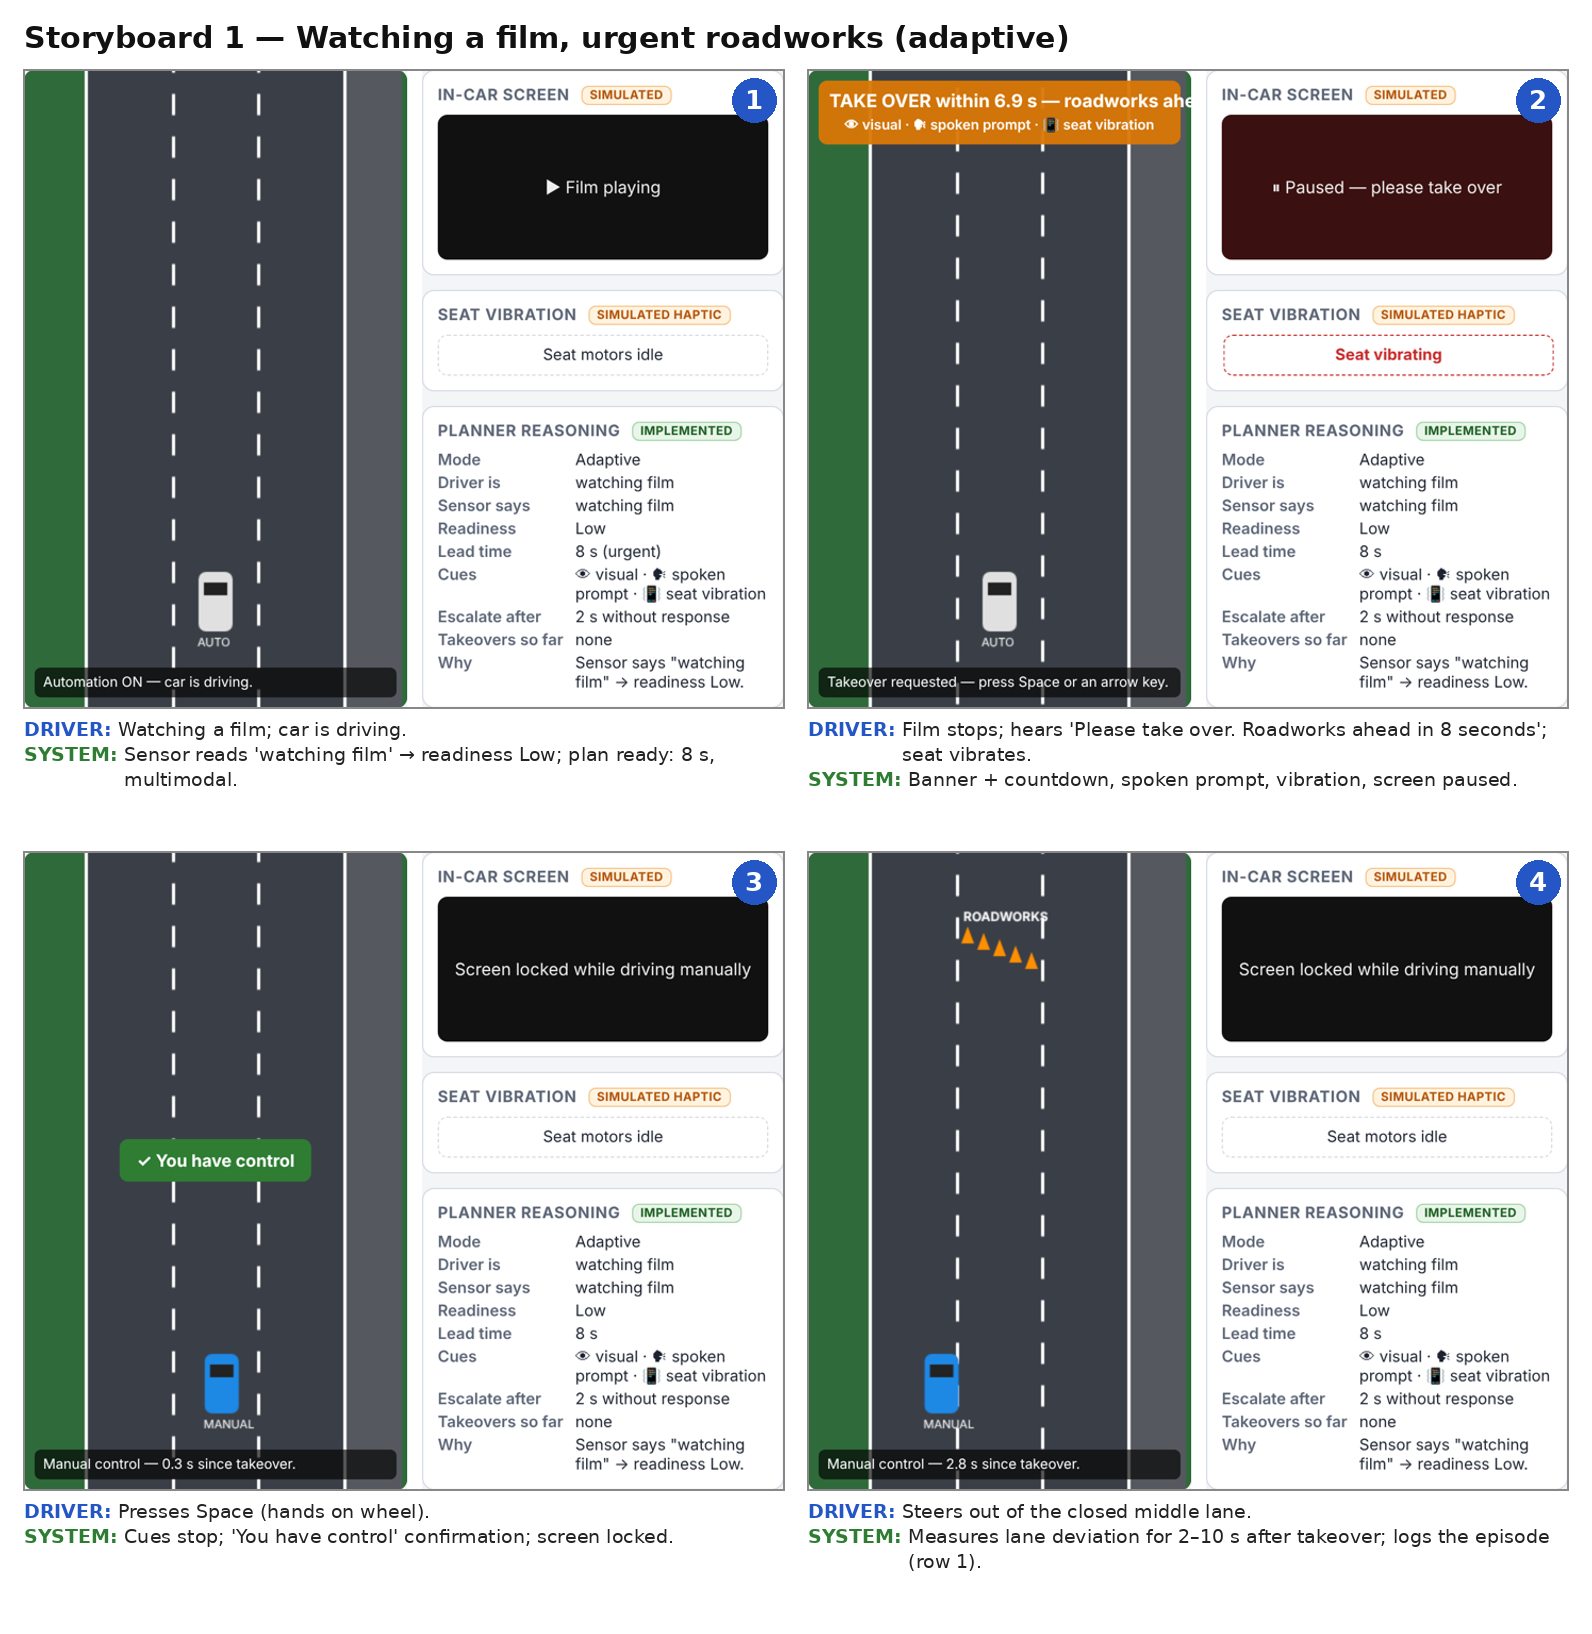 Storyboard 1 — Watching a film, urgent roadworks (adaptive)
IN-CAR SCREEN SIMULATED
1
▶ Film playing
SEAT VIBRATION SIMULATED HAPTIC
Seat motors idle
PLANNER REASONING IMPLEMENTED
Mode Adaptive
Driver is watching film
Sensor says watching film
Readiness Low
Lead time 8 s (urgent)
Cues 👁 visual · 🗣 spoken
prompt · 📳 seat vibration
Escalate after 2 s without response
Takeovers so far none
Why Sensor says "watching
film" → readiness Low.
AUTO
Automation ON — car is driving.
DRIVER: Watching a film; car is driving.
SYSTEM: Sensor reads 'watching film' → readiness Low; plan ready: 8 s,
multimodal.
TAKE OVER within 6.9 s — roadworks ahe
👁 visual · 🗣 spoken prompt · 📳 seat vibration
IN-CAR SCREEN SIMULATED
2
⏸ Paused — please take over
SEAT VIBRATION SIMULATED HAPTIC
Seat vibrating
PLANNER REASONING IMPLEMENTED
Mode Adaptive
Driver is watching film
Sensor says watching film
Readiness Low
Lead time 8 s
Cues 👁 visual · 🗣 spoken
prompt · 📳 seat vibration
Escalate after 2 s without response
Takeovers so far none
Why Sensor says "watching
film" → readiness Low.
AUTO
Takeover requested — press Space or an arrow key.
DRIVER: Film stops; hears 'Please take over. Roadworks ahead in 8 seconds';
seat vibrates.
SYSTEM: Banner + countdown, spoken prompt, vibration, screen paused.
IN-CAR SCREEN SIMULATED
3
Screen locked while driving manually
SEAT VIBRATION SIMULATED HAPTIC
Seat motors idle
✓ You have control
PLANNER REASONING IMPLEMENTED
Mode Adaptive
Driver is watching film
Sensor says watching film
Readiness Low
Lead time 8 s
Cues 👁 visual · 🗣 spoken
prompt · 📳 seat vibration
Escalate after 2 s without response
Takeovers so far none
Why Sensor says "watching
film" → readiness Low.
MANUAL
Manual control — 0.3 s since takeover.
DRIVER: Presses Space (hands on wheel).
SYSTEM: Cues stop; 'You have control' confirmation; screen locked.
ROADWORKS
IN-CAR SCREEN SIMULATED
4
Screen locked while driving manually
SEAT VIBRATION SIMULATED HAPTIC
Seat motors idle
PLANNER REASONING IMPLEMENTED
Mode Adaptive
Driver is watching film
Sensor says watching film
Readiness Low
Lead time 8 s
Cues 👁 visual · 🗣 spoken
prompt · 📳 seat vibration
Escalate after 2 s without response
Takeovers so far none
Why Sensor says "watching
film" → readiness Low.
MANUAL
Manual control — 2.8 s since takeover.
DRIVER: Steers out of the closed middle lane.
SYSTEM: Measures lane deviation for 2–10 s after takeover; logs the episode
(row 1).